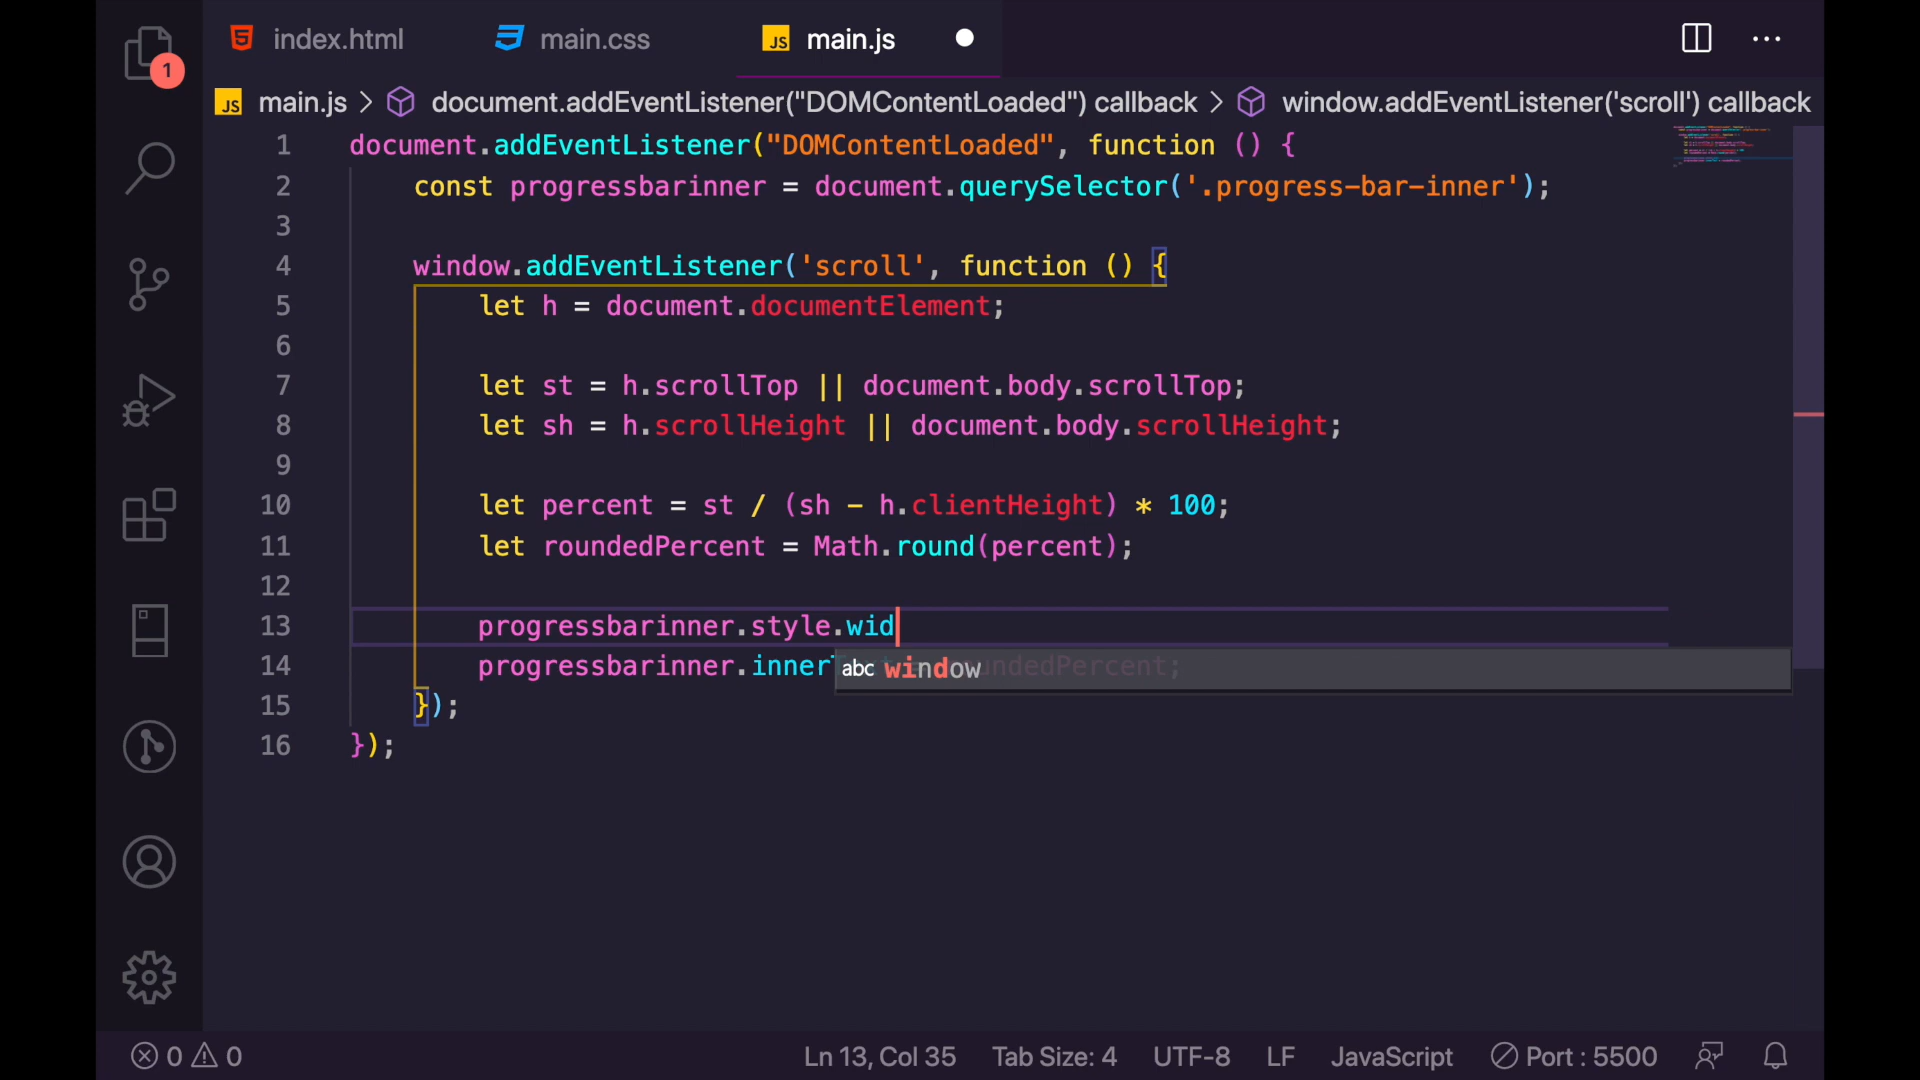 index.html main.css JS main.js
1
JS main.js > document.addEventListener("DOMContentLoaded") callback > window.addEventListener('scroll') callback
1 document.addEventListener("DOMContentLoaded", function () {
2 const progressbarinner = document.querySelector('.progress-bar-inner');
3
4 window.addEventListener('scroll', function () {
5 let h = document.documentElement;
6
7 let st = h.scrollTop || document.body.scrollTop;
8 let sh = h.scrollHeight || document.body.scrollHeight;
9
10 let percent = st / (sh - h.clientHeight) * 100;
11 let roundedPercent = Math.round(percent);
12
13 progressbarinner.style.wid
14 progressbarinner.inner roundedPercent;
abc window
15 });
16 });
0 0 Ln 13, Col 35 Tab Size: 4 UTF-8 LF JavaScript Port : 5500